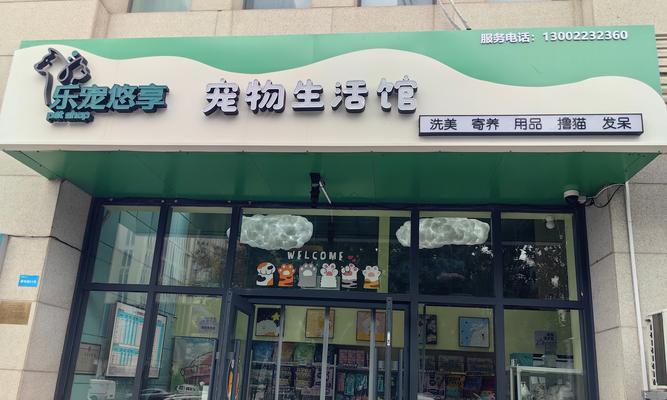 服务电话：13002232360
乐宠悠享
pet shop
宠物生活馆
洗美 寄养 用品 撸猫 发呆
WELCOME